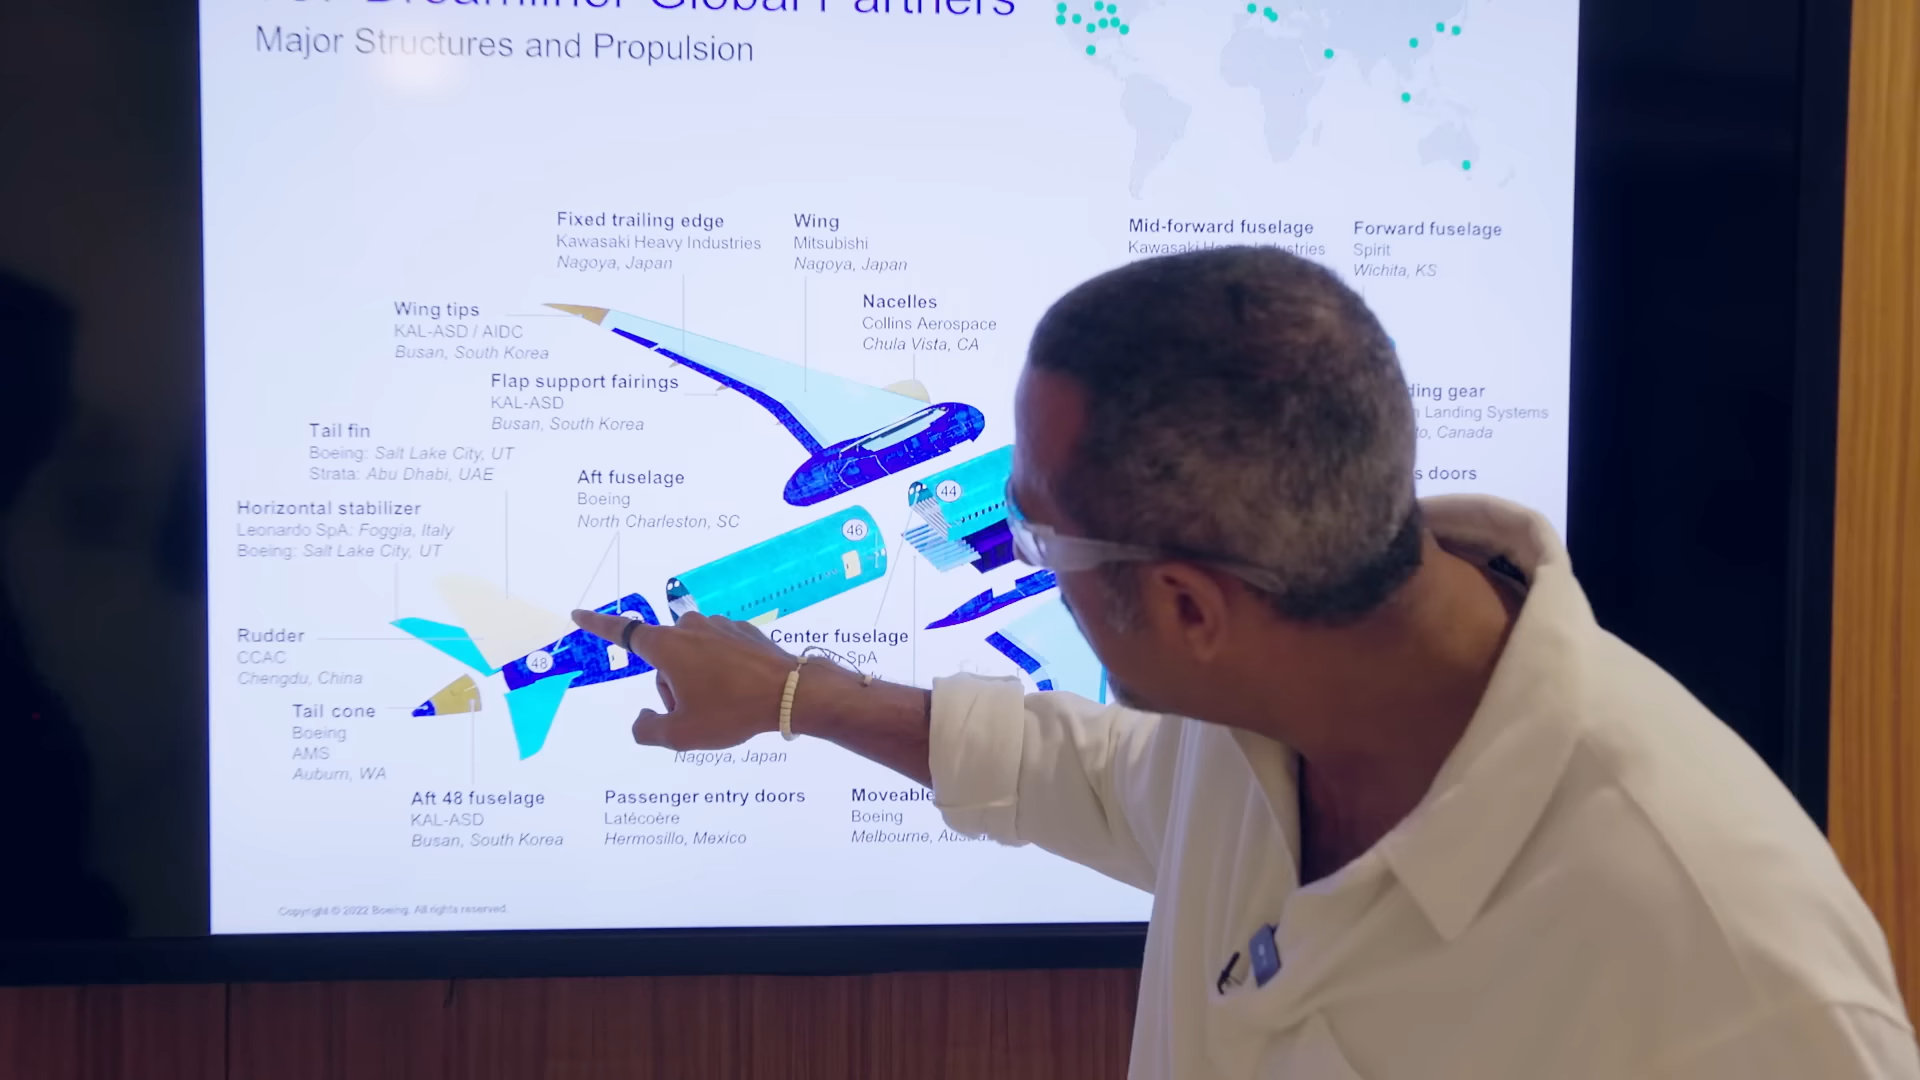 Dreamliner Global Partners
Major Structures and Propulsion
Fixed trailing edge
Kawasaki Heavy Industries
Nagoya, Japan
Wing
Mitsubishi
Nagoya, Japan
Mid-forward fuselage
Kawasaki
Forward fuselage
Spirit
Wichita, KS
Wing tips
KAL-ASD / AIDC
Busan, South Korea
Nacelles
Collins Aerospace
Chula Vista, CA
Flap support fairings
KAL-ASD
Busan, South Korea
gear
Landing Systems
Canada
doors
Tail fin
Boeing: Salt Lake City, UT
Strata: Abu Dhabi, UAE
Aft fuselage
Boeing
North Charleston, SC
Horizontal stabilizer
Leonardo SpA: Foggia, Italy
Boeing: Salt Lake City, UT
44
46
48
Rudder
CCAC
Chengdu, China
Center fuselage
SpA
Tail cone
Boeing
AMS
Auburn, WA
Nagoya, Japan
Aft 48 fuselage
KAL-ASD
Busan, South Korea
Passenger entry doors
Latécoère
Hermosillo, Mexico
Moveable
Boeing
Melbourne,
Copyright © 2022 Boeing. All rights reserved.